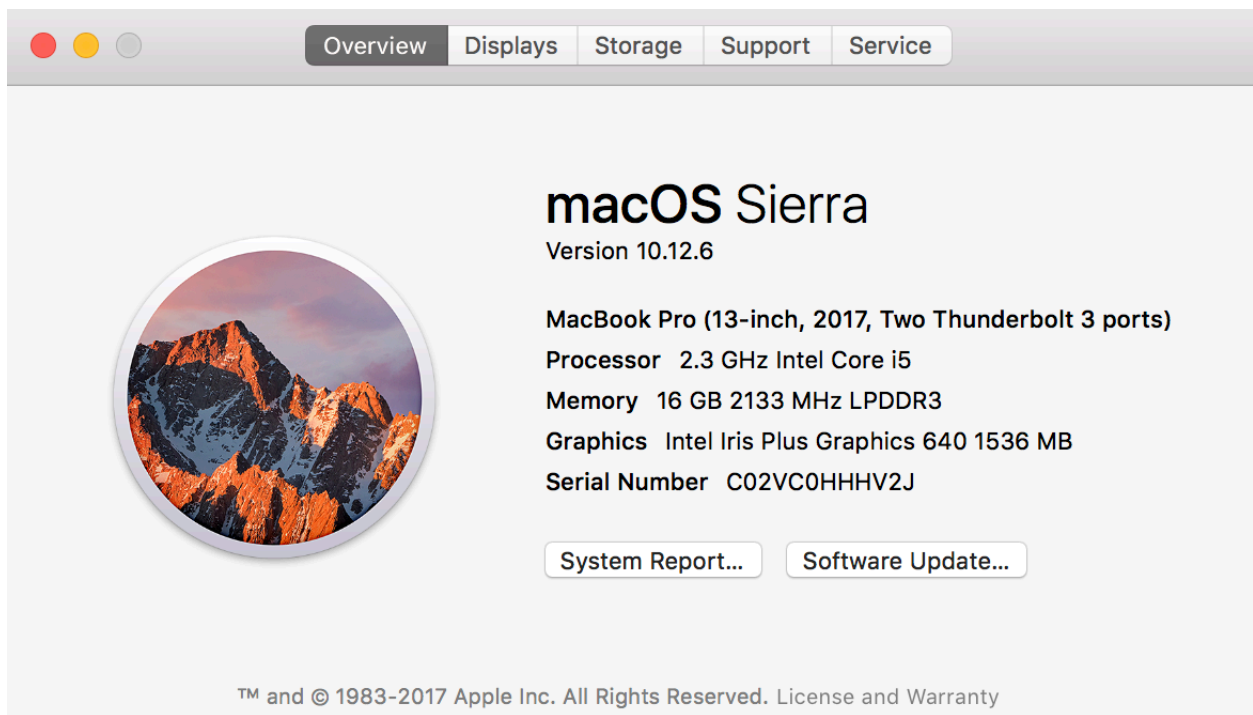 Overview Displays Storage Support Service
macOS Sierra
Version 10.12.6
MacBook Pro (13-inch, 2017, Two Thunderbolt 3 ports)
Processor 2.3 GHz Intel Core i5
Memory 16 GB 2133 MHz LPDDR3
Graphics Intel Iris Plus Graphics 640 1536 MB
Serial Number C02VC0HHHV2J
System Report... Software Update...
™ and © 1983-2017 Apple Inc. All Rights Reserved. License and Warranty